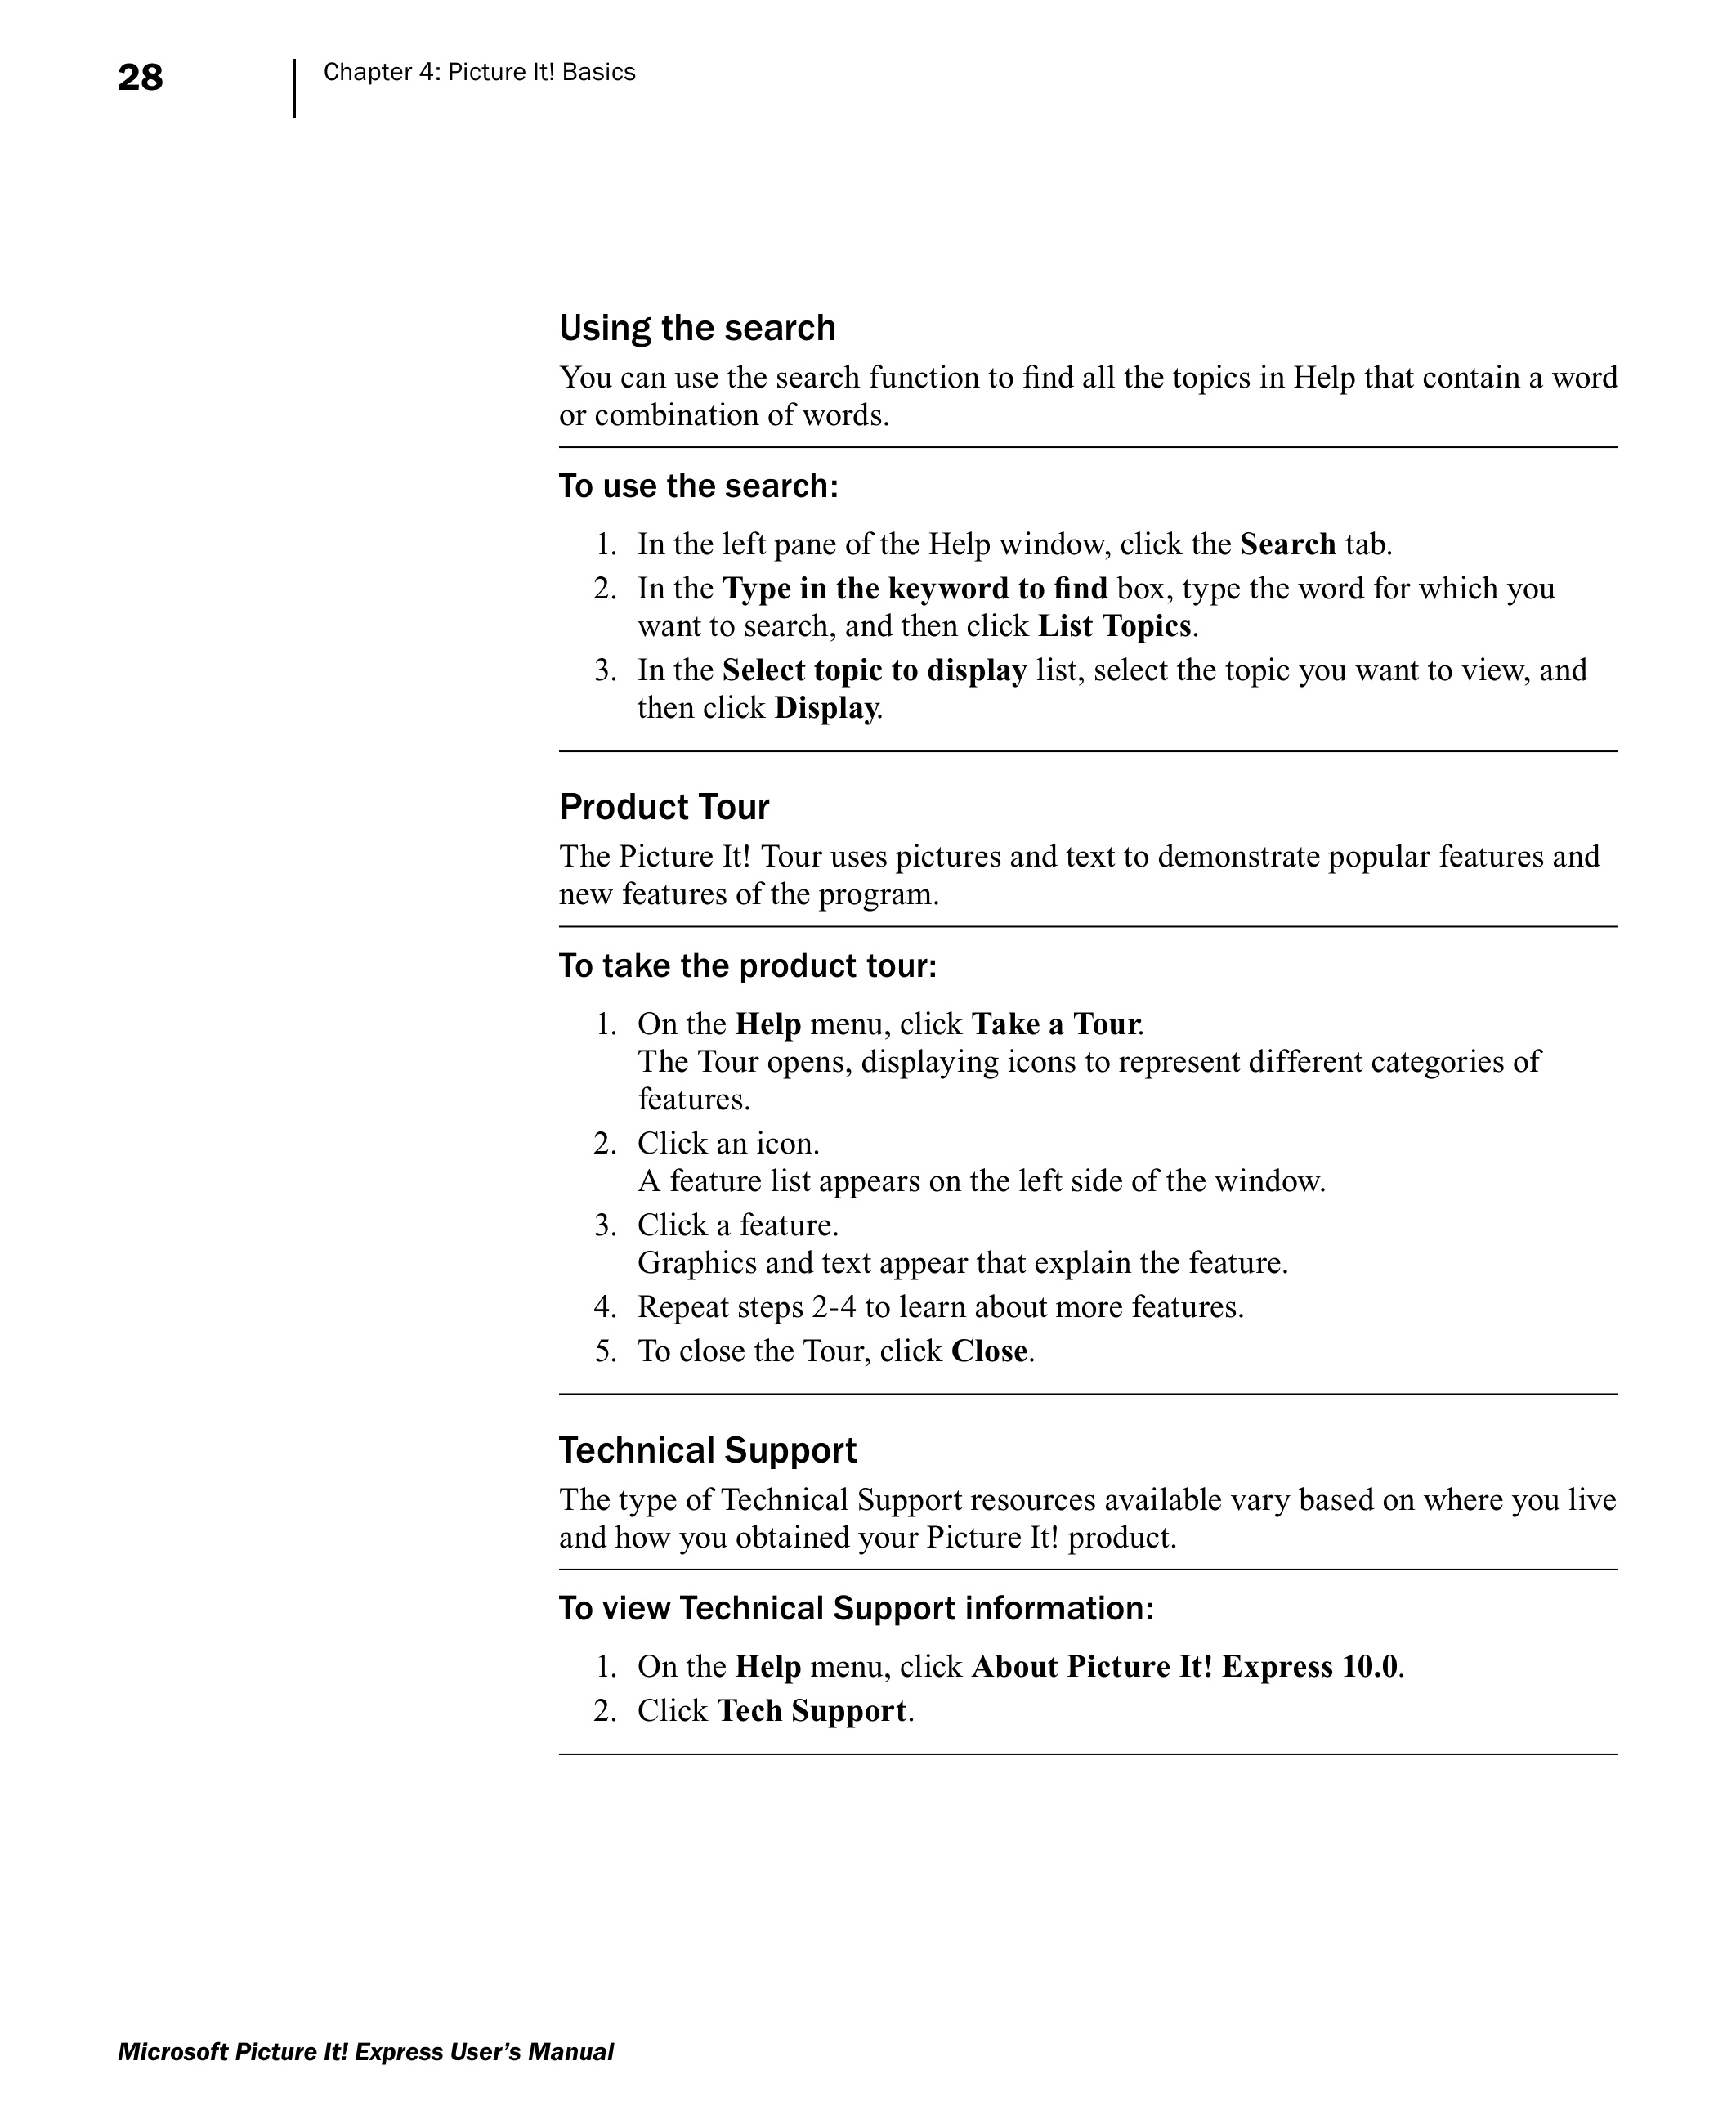 28
Chapter 4: Picture It! Basics
Using the search
You can use the search function to find all the topics in Help that contain a word
or combination of words.
To use the search:
1. In the left pane of the Help window, click the Search tab.
2. In the Type in the keyword to find box, type the word for which you
want to search, and then click List Topics.
3. In the Select topic to display list, select the topic you want to view, and
then click Display.
Product Tour
The Picture It! Tour uses pictures and text to demonstrate popular features and
new features of the program.
To take the product tour:
1. On the Help menu, click Take a Tour.
The Tour opens, displaying icons to represent different categories of
features.
2. Click an icon.
A feature list appears on the left side of the window.
3. Click a feature.
Graphics and text appear that explain the feature.
4. Repeat steps 2-4 to learn about more features.
5. To close the Tour, click Close.
Technical Support
The type of Technical Support resources available vary based on where you live
and how you obtained your Picture It! product.
To view Technical Support information:
1. On the Help menu, click About Picture It! Express 10.0.
2. Click Tech Support.
Microsoft Picture It! Express User’s Manual